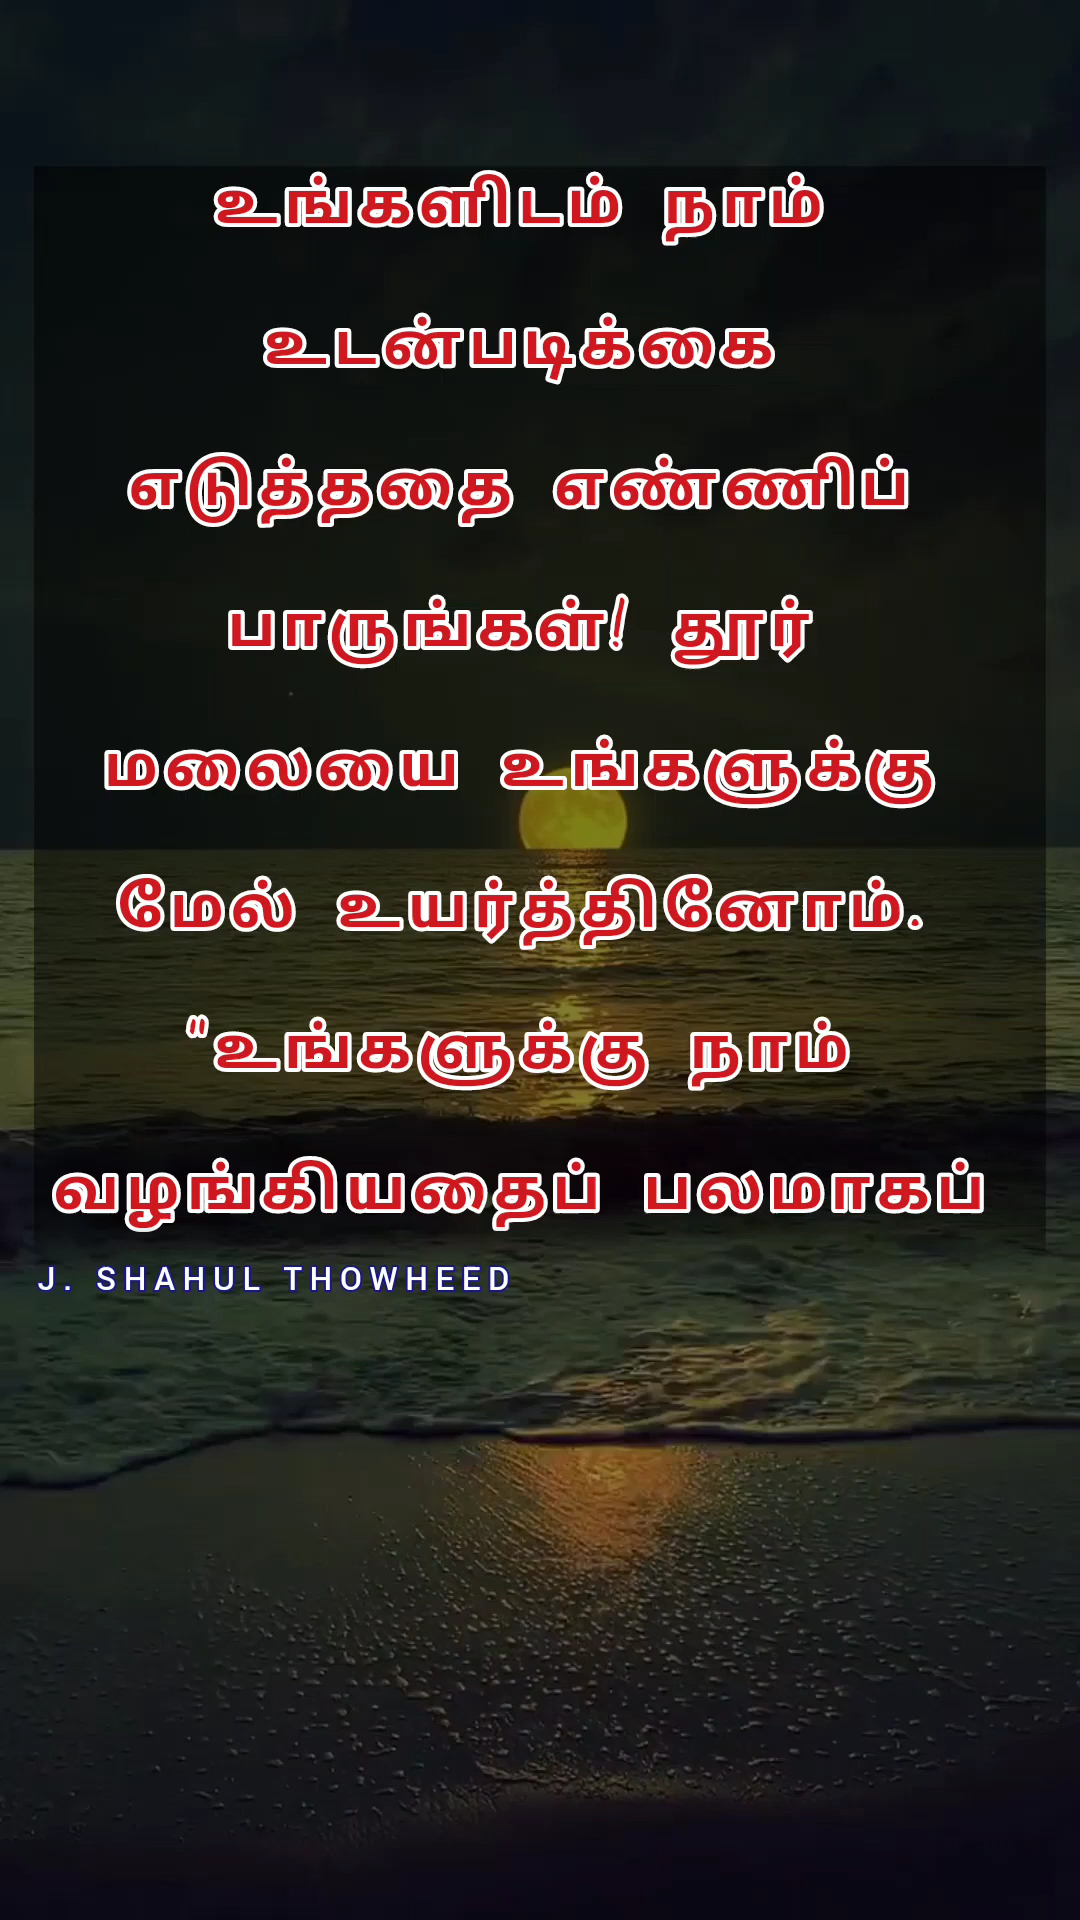 உங்களிடம் நாம்
உடன்படிக்கை
எடுத்ததை எண்ணிப்
பாருங்கள்! தூர்
மலையை உங்களுக்கு
மேல் உயர்த்தினோம்.
"உங்களுக்கு நாம்
வழங்கியதைப் பலமாகப்
J. SHAHUL THOWHEED